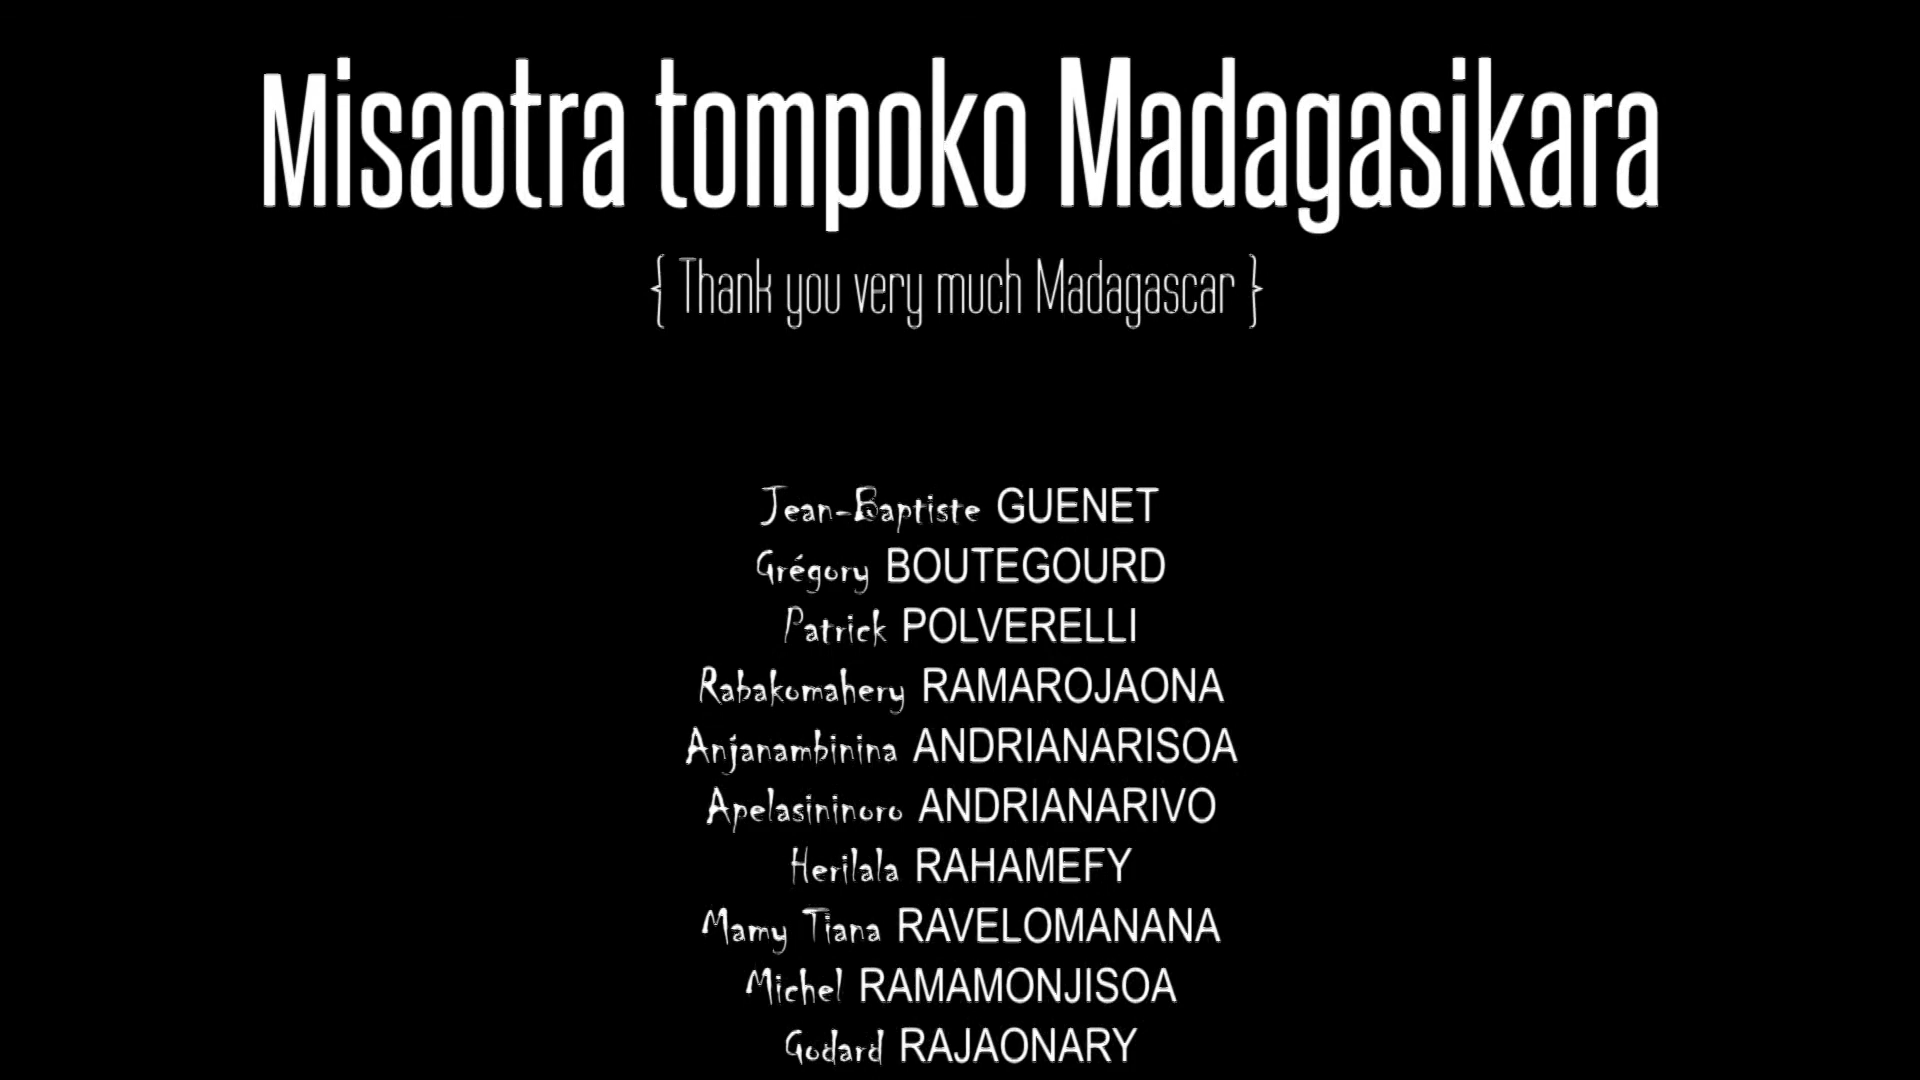 Misaotra tompoko Madagasikara
{ Thank you very much Madagascar }
Jean-Baptiste GUENET
Grégory BOUTEGOURD
Patrick POLVERELLI
Rabakomahery RAMAROJAONA
Anjanambinina ANDRIANARISOA
Apelasininoro ANDRIANARIVO
Herilala RAHAMEFY
Mamy Tiana RAVELOMANANA
Michel RAMAMONJISOA
Godard RAJAONARY